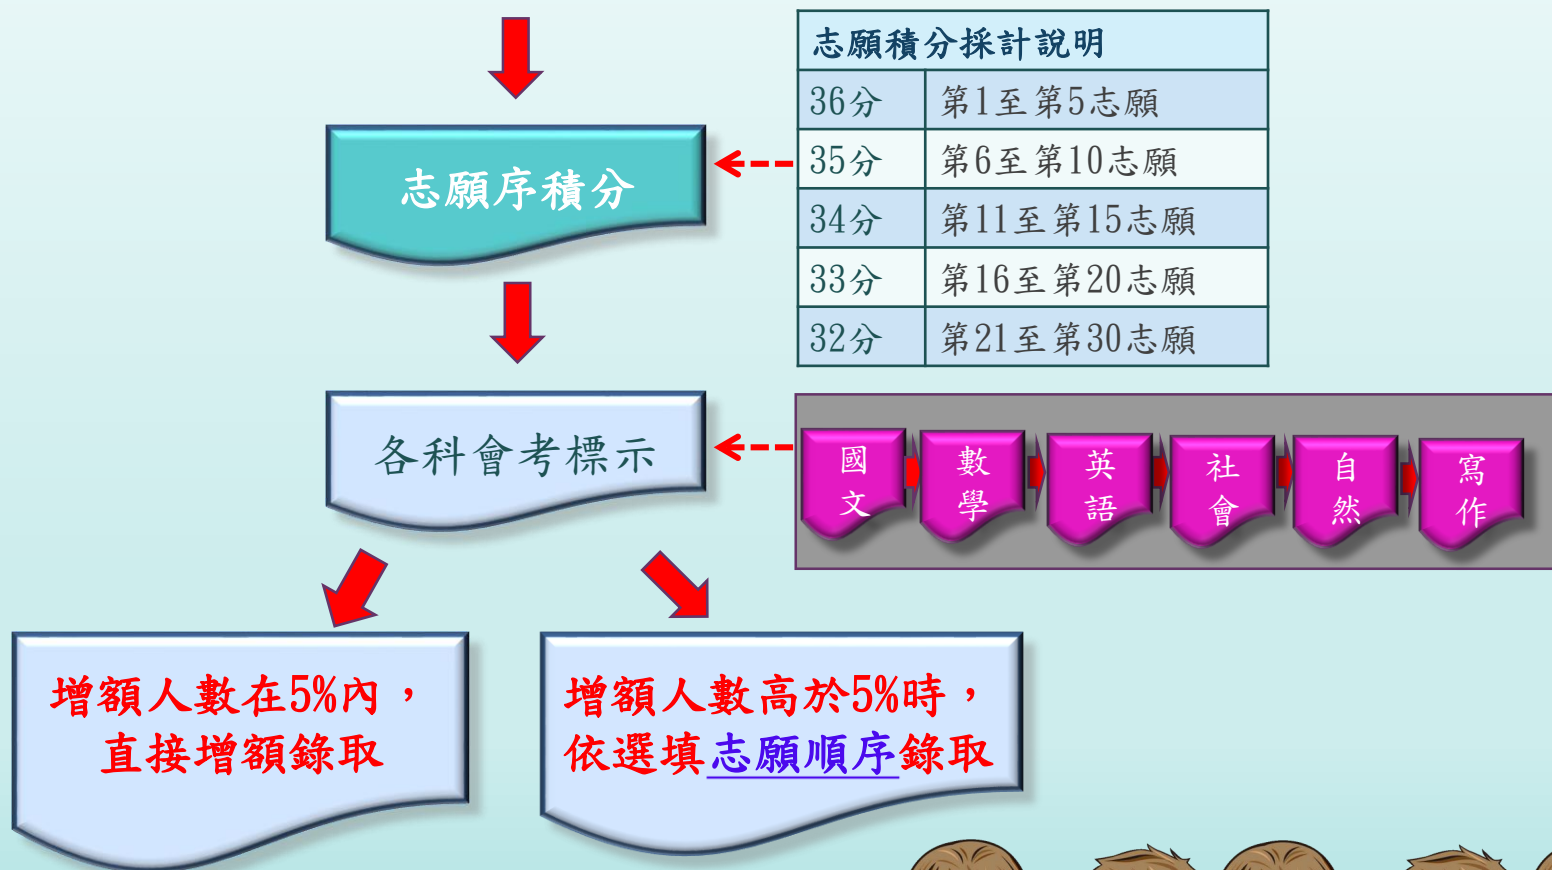 志願積分採計說明
36分 第1至第5志願
35分 第6至第10志願
34分 第11至第15志願
33分 第16至第20志願
32分 第21至第30志願
志願序積分
各科會考標示
國文
數學
英語
社會
自然
寫作
增額人數在5%內，
直接增額錄取
增額人數高於5%時，
依選填志願順序錄取